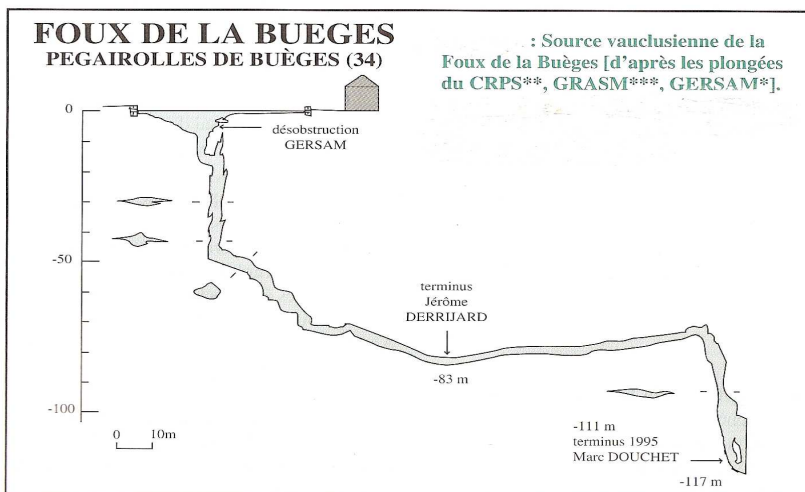 FOUX DE LA BUEGES
PEGAIROLLES DE BUÈGES (34)
: Source vauclusienne de la
Foux de la Buèges [d'après les plongées
du CRPS**, GRASM***, GERSAM*].
0
désobstruction
GERSAM
-50
terminus
Jérôme
DERRIJARD
-83 m
-100
0 10m
-111 m
terminus 1995
Marc DOUCHET
-117 m